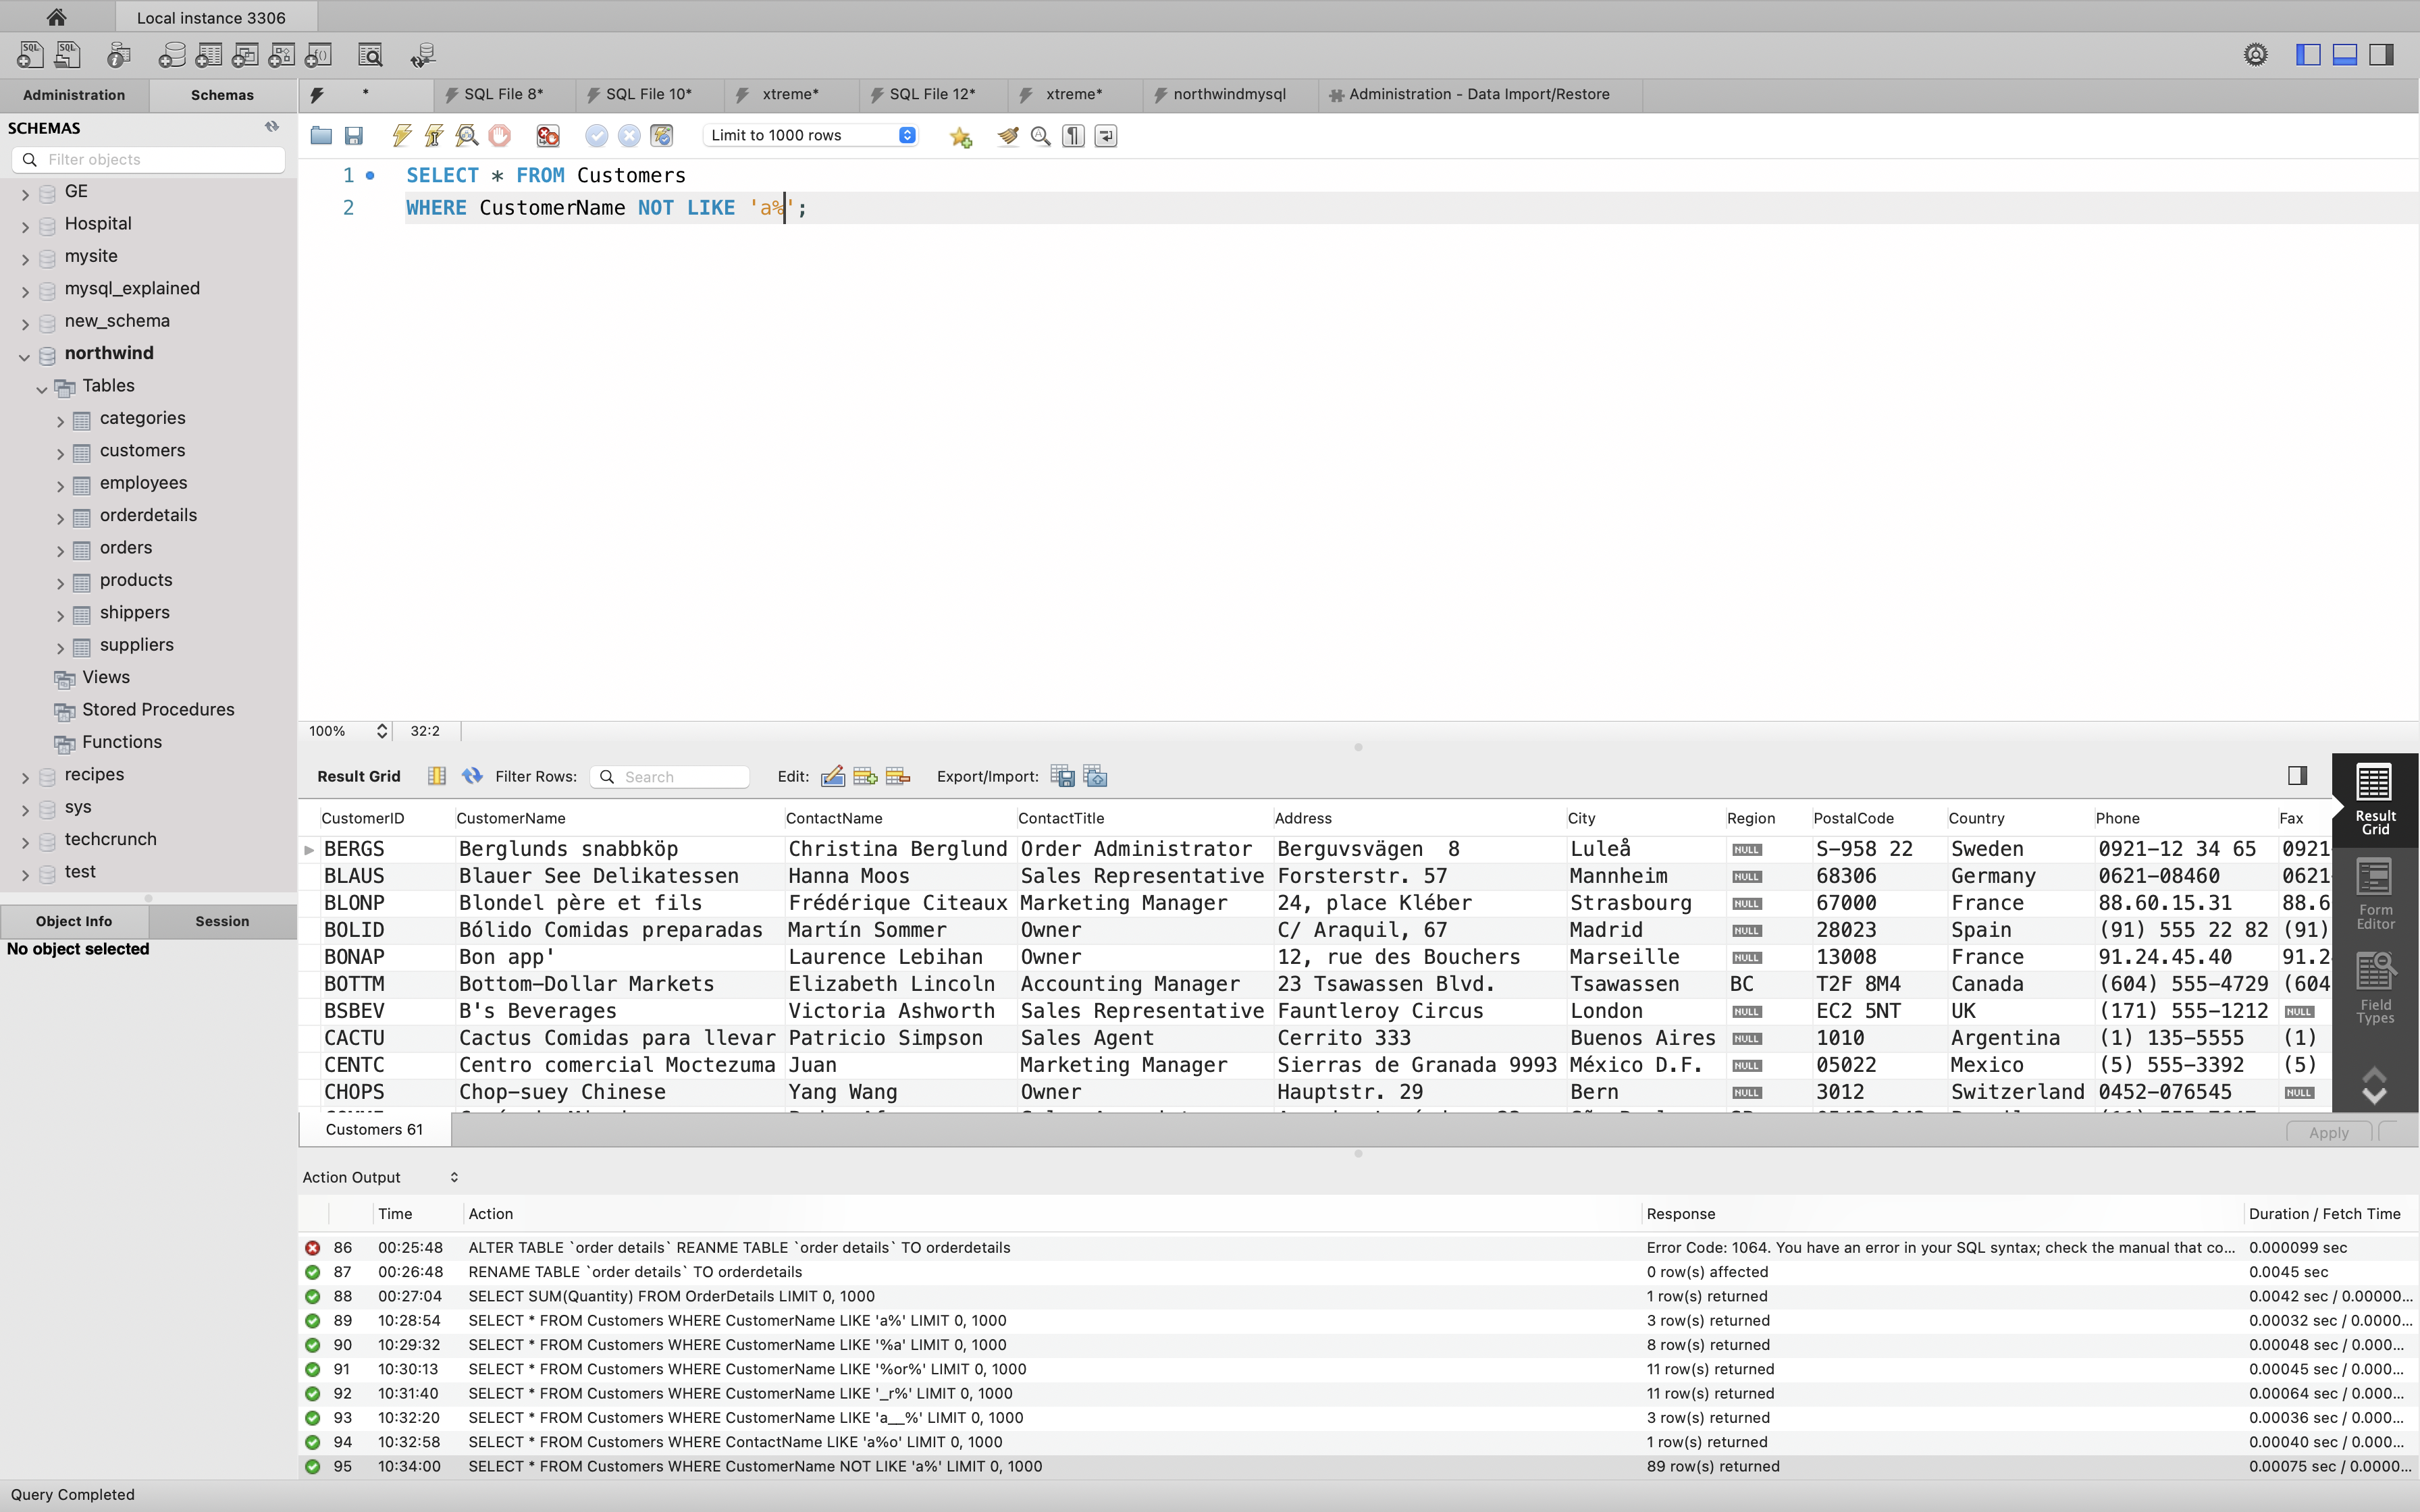 Local instance 3306
Administration Schemas
* SQL File 8* SQL File 10* xtreme* SQL File 12* xtreme* northwindmysql Administration - Data Import/Restore
SCHEMAS
Filter objects
GE
Hospital
mysite
mysql_explained
new_schema
northwind
Tables
categories
customers
employees
orderdetails
orders
products
shippers
suppliers
Views
Stored Procedures
Functions
recipes
sys
techcrunch
test
Object Info Session
No object selected
Limit to 1000 rows
1 SELECT * FROM Customers
2 WHERE CustomerName NOT LIKE 'a%';
100% 32:2
Result Grid Filter Rows: Search Edit: Export/Import:
CustomerID CustomerName ContactName ContactTitle Address City Region PostalCode Country Phone Fax
BERGS Berglunds snabbköp Christina Berglund Order Administrator Berguvsvägen 8 Luleå NULL S-958 22 Sweden 0921-12 34 65 0921
BLAUS Blauer See Delikatessen Hanna Moos Sales Representative Forsterstr. 57 Mannheim NULL 68306 Germany 0621-08460 0621
BLONP Blondel père et fils Frédérique Citeaux Marketing Manager 24, place Kléber Strasbourg NULL 67000 France 88.60.15.31 88.6
BOLID Bólido Comidas preparadas Martín Sommer Owner C/ Araquil, 67 Madrid NULL 28023 Spain (91) 555 22 82 (91)
BONAP Bon app' Laurence Lebihan Owner 12, rue des Bouchers Marseille NULL 13008 France 91.24.45.40 91.2
BOTTM Bottom-Dollar Markets Elizabeth Lincoln Accounting Manager 23 Tsawassen Blvd. Tsawassen BC T2F 8M4 Canada (604) 555-4729 (604
BSBEV B's Beverages Victoria Ashworth Sales Representative Fauntleroy Circus London NULL EC2 5NT UK (171) 555-1212 NULL
CACTU Cactus Comidas para llevar Patricio Simpson Sales Agent Cerrito 333 Buenos Aires NULL 1010 Argentina (1) 135-5555 (1)
CENTC Centro comercial Moctezuma Juan Marketing Manager Sierras de Granada 9993 México D.F. NULL 05022 Mexico (5) 555-3392 (5)
CHOPS Chop-suey Chinese Yang Wang Owner Hauptstr. 29 Bern NULL 3012 Switzerland 0452-076545 NULL
Result
Grid
Form
Editor
Field
Types
Customers 61
Apply
Action Output
Time Action Response Duration / Fetch Time
86 00:25:48 ALTER TABLE `order details` REANME TABLE `order details` TO orderdetails Error Code: 1064. You have an error in your SQL syntax; check the manual that co... 0.000099 sec
87 00:26:48 RENAME TABLE `order details` TO orderdetails 0 row(s) affected 0.0045 sec
88 00:27:04 SELECT SUM(Quantity) FROM OrderDetails LIMIT 0, 1000 1 row(s) returned 0.0042 sec / 0.00000...
89 10:28:54 SELECT * FROM Customers WHERE CustomerName LIKE 'a%' LIMIT 0, 1000 3 row(s) returned 0.00032 sec / 0.0000...
90 10:29:32 SELECT * FROM Customers WHERE CustomerName LIKE '%a' LIMIT 0, 1000 8 row(s) returned 0.00048 sec / 0.000...
91 10:30:13 SELECT * FROM Customers WHERE CustomerName LIKE '%or%' LIMIT 0, 1000 11 row(s) returned 0.00045 sec / 0.000...
92 10:31:40 SELECT * FROM Customers WHERE CustomerName LIKE '_r%' LIMIT 0, 1000 11 row(s) returned 0.00064 sec / 0.000...
93 10:32:20 SELECT * FROM Customers WHERE CustomerName LIKE 'a__%' LIMIT 0, 1000 3 row(s) returned 0.00036 sec / 0.000...
94 10:32:58 SELECT * FROM Customers WHERE ContactName LIKE 'a%o' LIMIT 0, 1000 1 row(s) returned 0.00040 sec / 0.000...
95 10:34:00 SELECT * FROM Customers WHERE CustomerName NOT LIKE 'a%' LIMIT 0, 1000 89 row(s) returned 0.00075 sec / 0.0000...
Query Completed